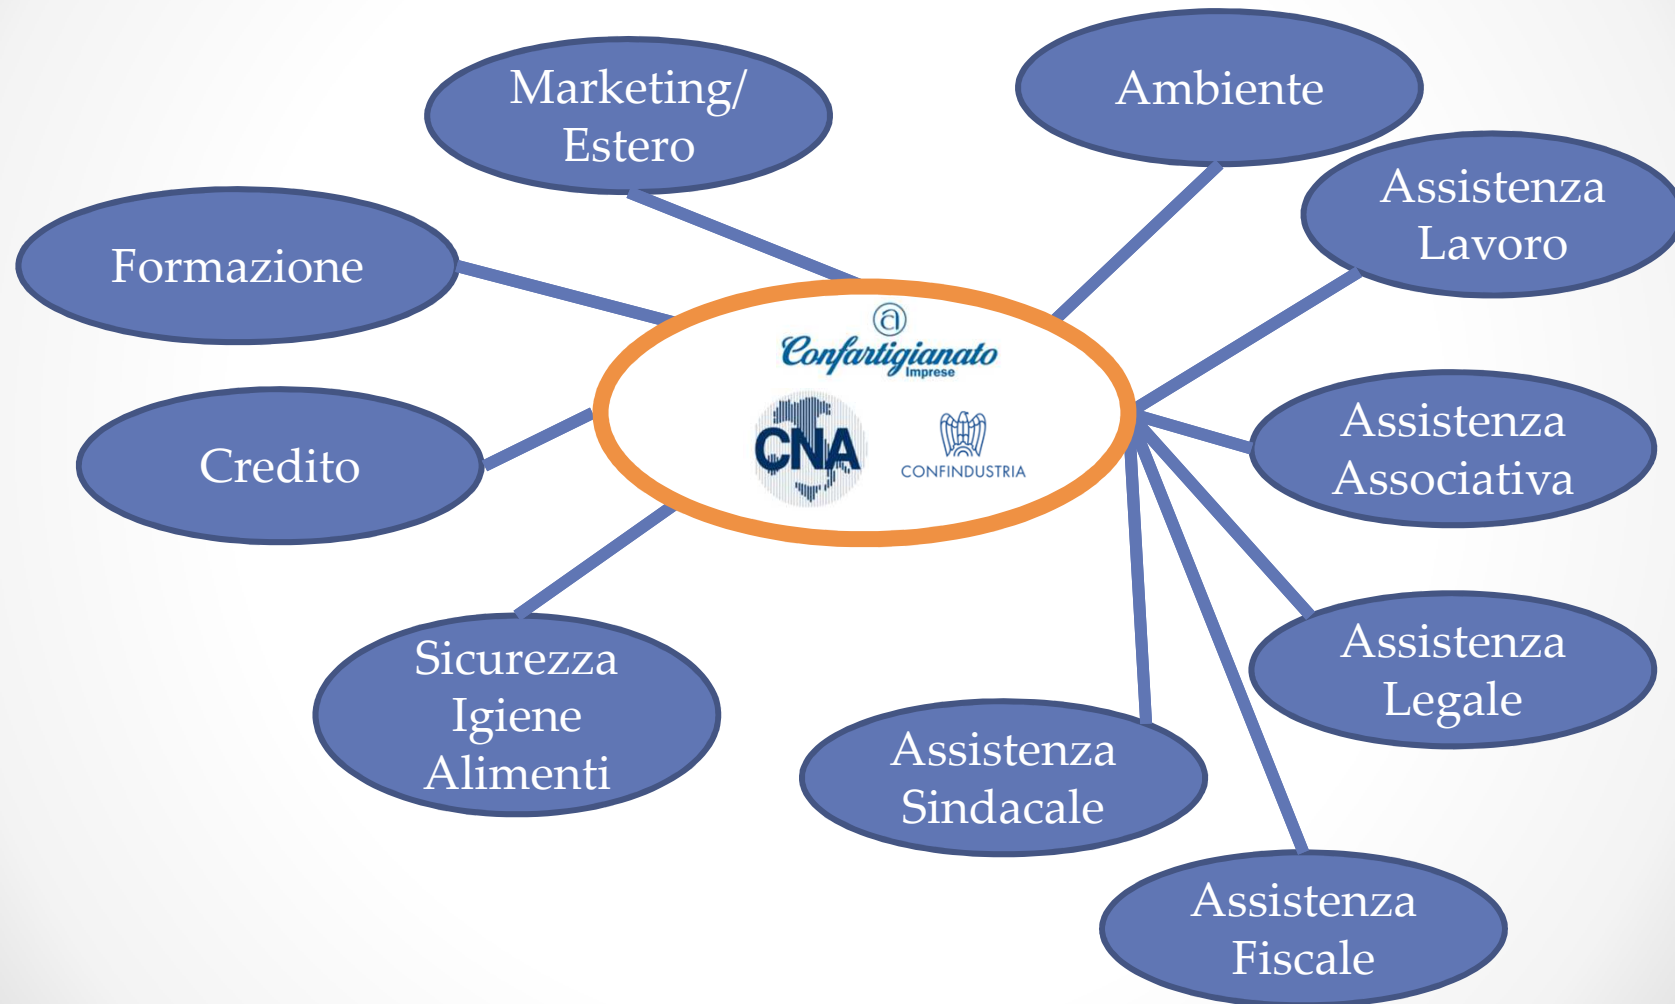 Marketing/
Estero
Ambiente
Assistenza
Lavoro
Formazione
Confartigianato
Imprese
CNA
CONFINDUSTRIA
Credito
Assistenza
Associativa
Sicurezza
Igiene
Alimenti
Assistenza
Legale
Assistenza
Sindacale
Assistenza
Fiscale